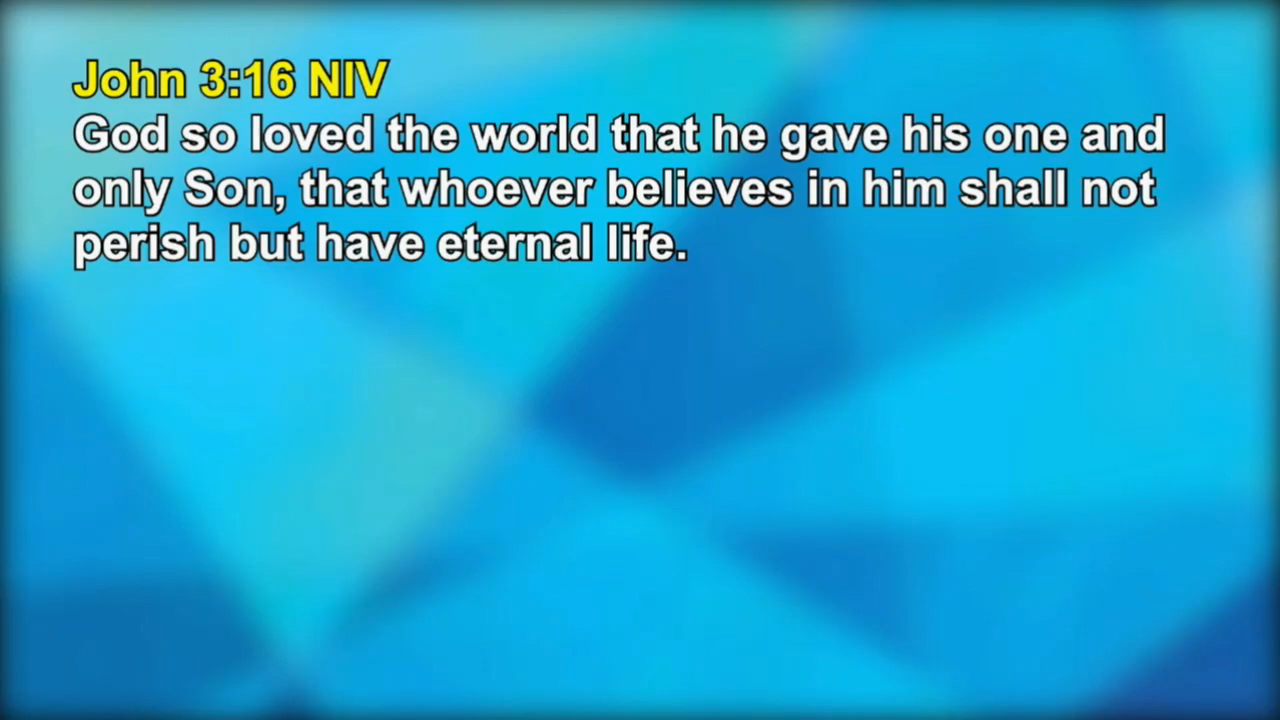 John 3:16 NIV
God so loved the world that he gave his one and
only Son, that whoever believes in him shall not
perish but have eternal life.